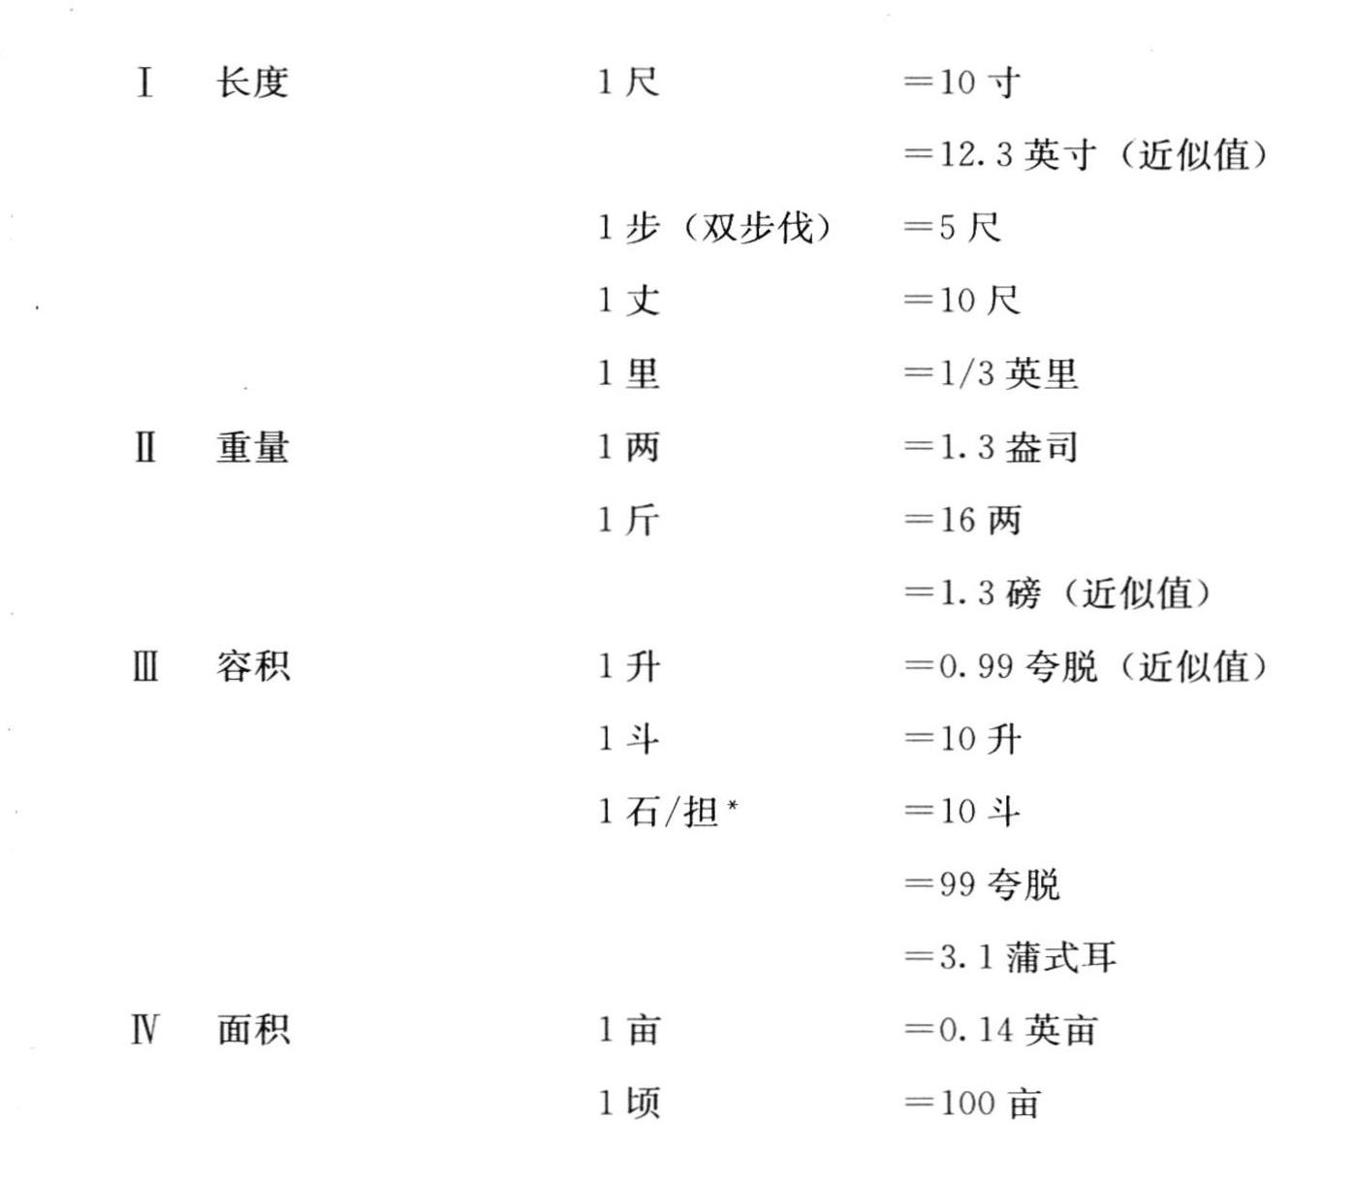 Ⅰ 长度 1尺 =10寸
=12.3英寸（近似值）
1步（双步伐） =5尺
1丈 =10尺
1里 =1/3英里
Ⅱ 重量 1两 =1.3盎司
1斤 =16两
=1.3磅（近似值）
Ⅲ 容积 1升 =0.99夸脱（近似值）
1斗 =10升
1石/担* =10斗
=99夸脱
=3.1蒲式耳
Ⅳ 面积 1亩 =0.14英亩
1顷 =100亩